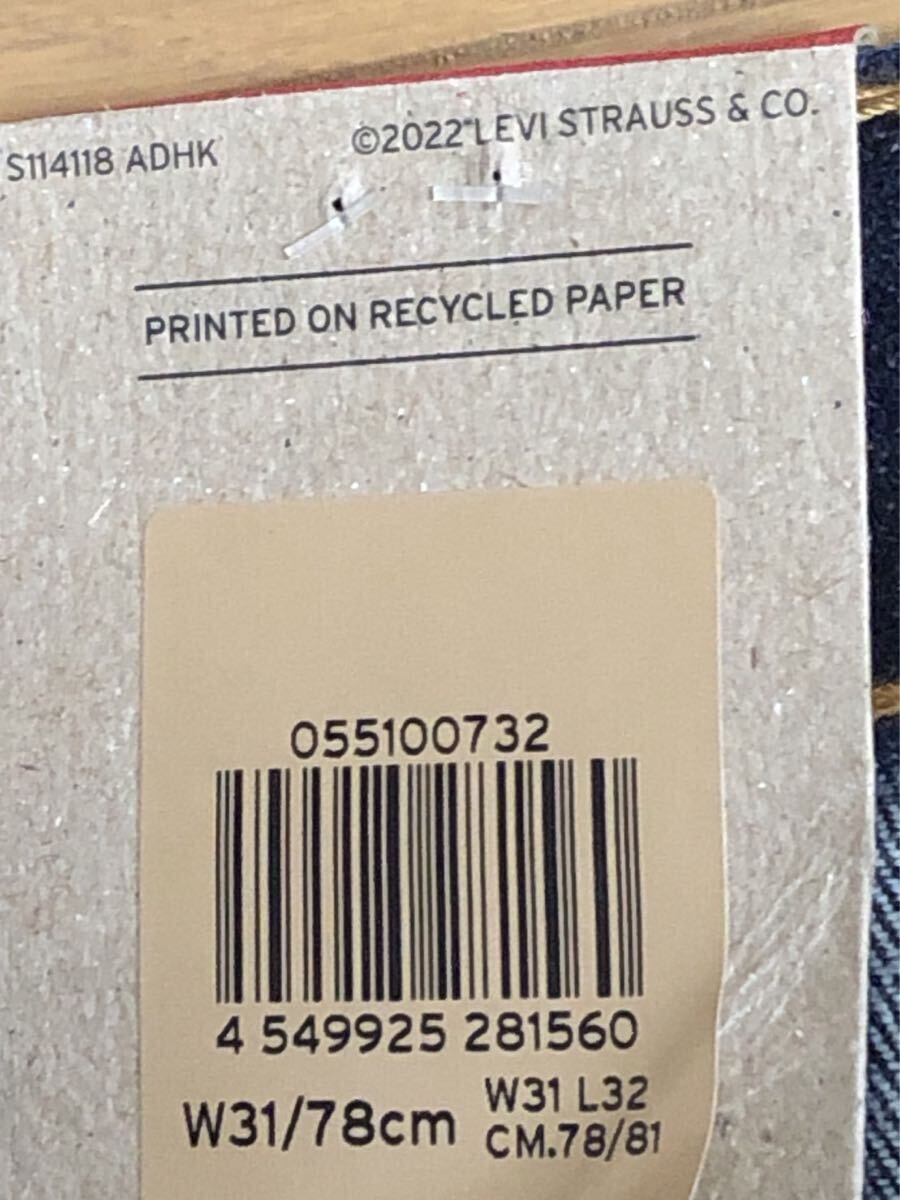 S114118 ADHK
©2022 LEVI STRAUSS & CO.
PRINTED ON RECYCLED PAPER
055100732
4 549925 281560
W31/78cm
W31 L32
CM.78/81